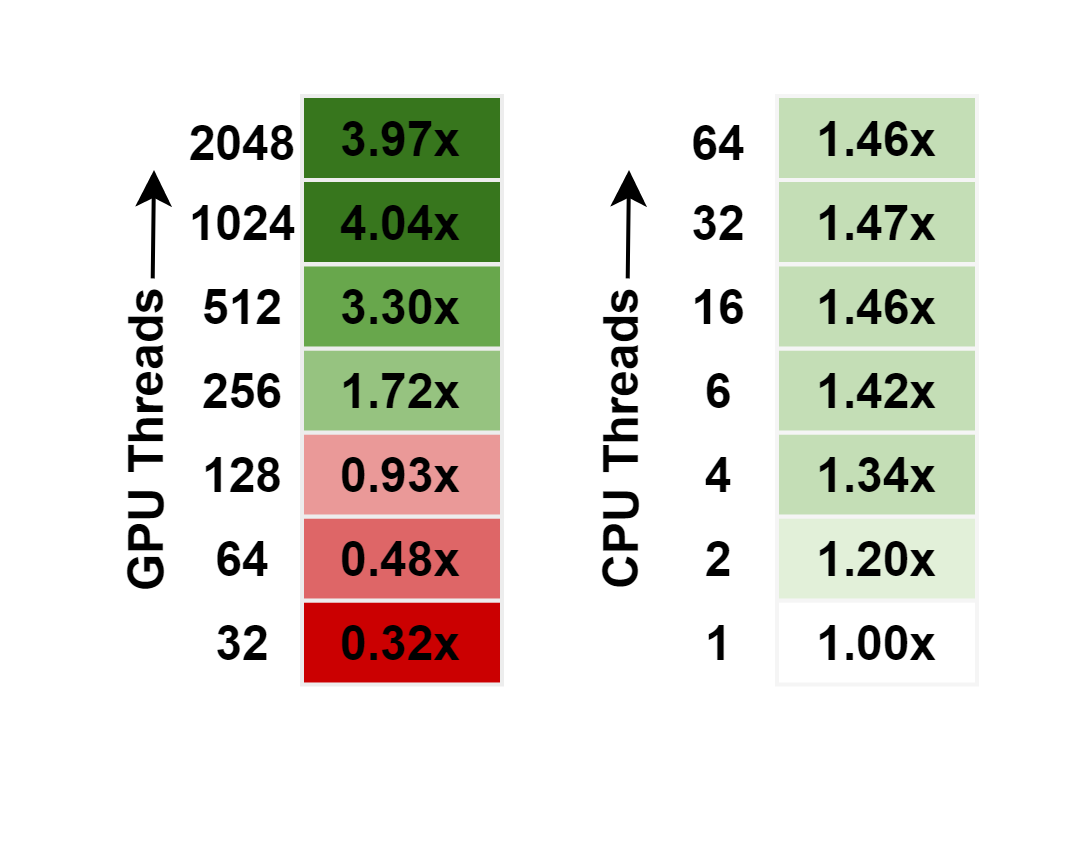 GPU Threads
2048 3.97x
1024 4.04x
512 3.30x
256 1.72x
128 0.93x
64 0.48x
32 0.32x
CPU Threads
64 1.46x
32 1.47x
16 1.46x
6 1.42x
4 1.34x
2 1.20x
1 1.00x